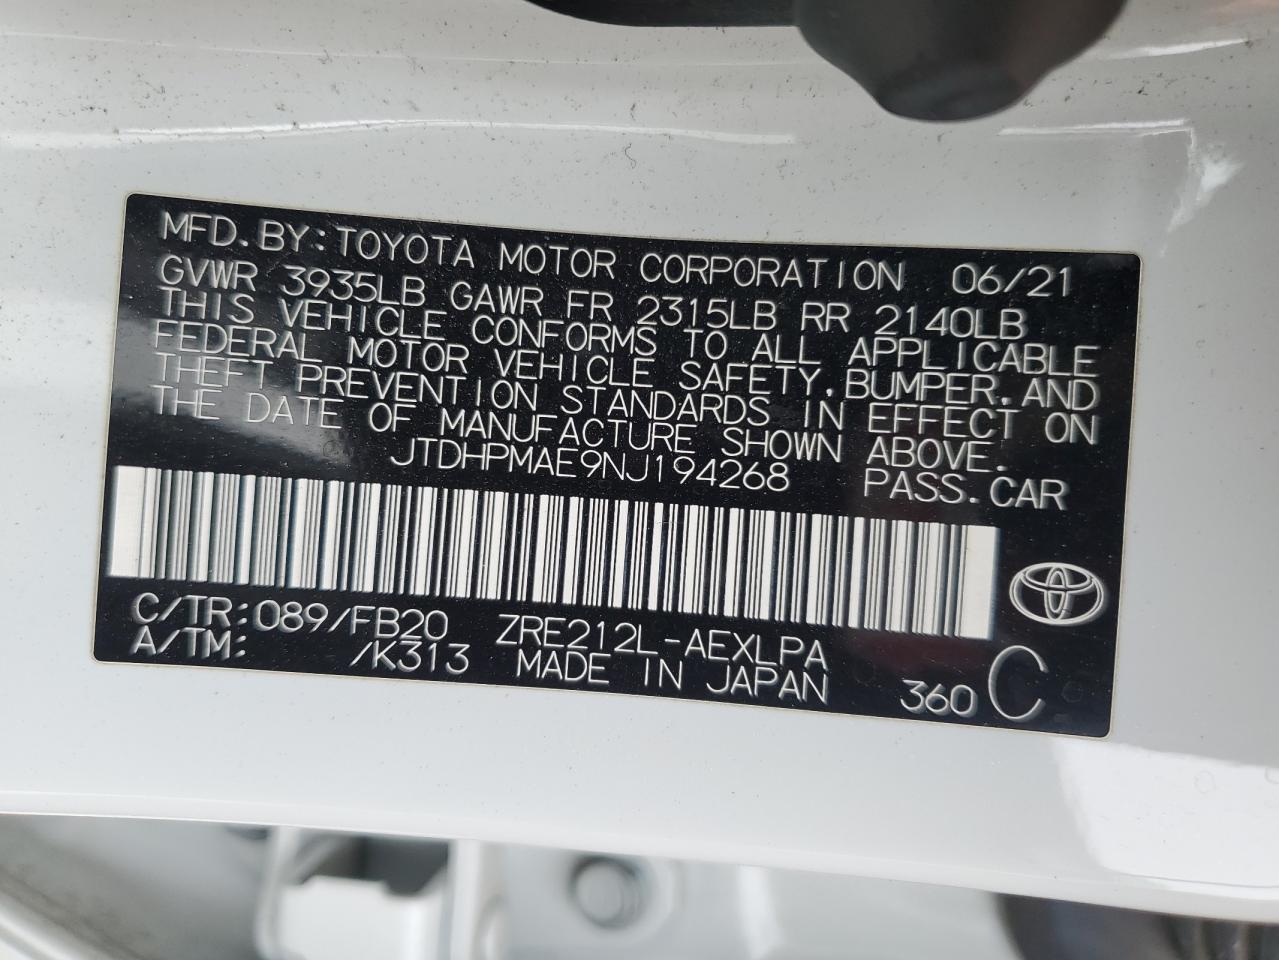 MFD.BY:TOYOTA MOTOR CORPORATION 06/21
GVWR 3935LB GAWR FR 2315LB RR 2140LB
THIS VEHICLE CONFORMS TO ALL APPLICABLE
FEDERAL MOTOR VEHICLE SAFETY,BUMPER,AND
THEFT PREVENTION STANDARDS IN EFFECT ON
THE DATE OF MANUFACTURE SHOWN ABOVE.
JTDHPMAE9NJ194268 PASS.CAR
C/TR:089/FB20 ZRE212L-AEXLPA
A/TM: /K313 MADE IN JAPAN 360 C